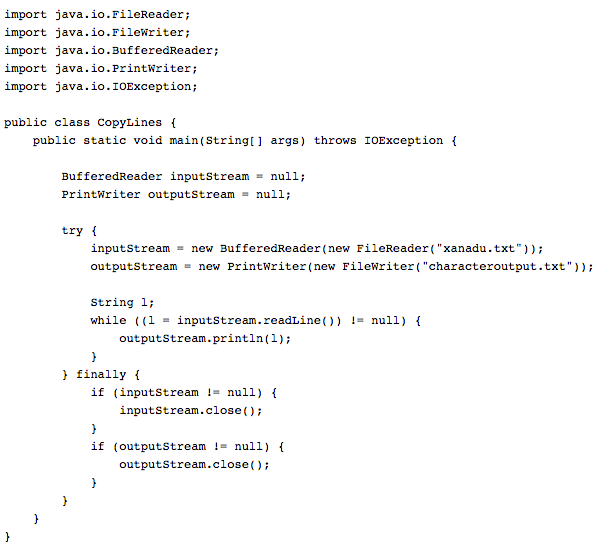 import java.io.FileReader;
import java.io.FileWriter;
import java.io.BufferedReader;
import java.io.PrintWriter;
import java.io.IOException;

public class CopyLines {
    public static void main(String[] args) throws IOException {

        BufferedReader inputStream = null;
        PrintWriter outputStream = null;

        try {
            inputStream = new BufferedReader(new FileReader("xanadu.txt"));
            outputStream = new PrintWriter(new FileWriter("characteroutput.txt"));

            String l;
            while ((l = inputStream.readLine()) != null) {
                outputStream.println(l);
            }
        } finally {
            if (inputStream != null) {
                inputStream.close();
            }
            if (outputStream != null) {
                outputStream.close();
            }
        }
    }
}